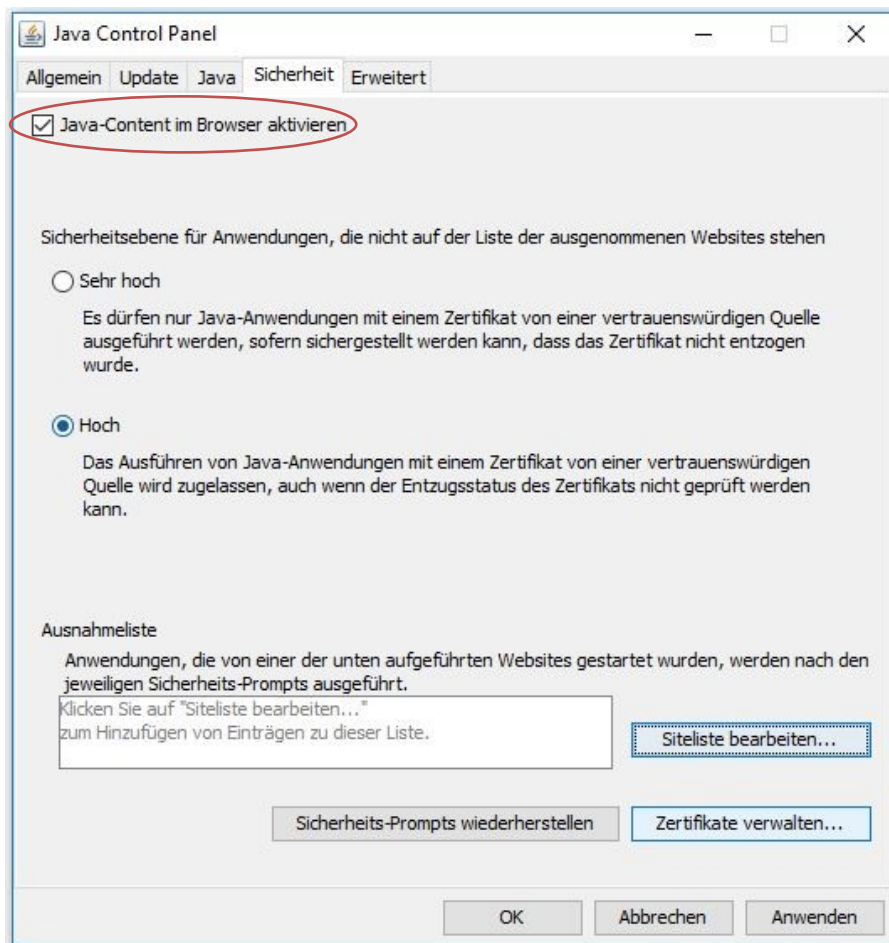 Java Control Panel
Allgemein Update Java Sicherheit Erweitert
Java-Content im Browser aktivieren
Sicherheitsebene für Anwendungen, die nicht auf der Liste der ausgenommenen Websites stehen
Sehr hoch
Es dürfen nur Java-Anwendungen mit einem Zertifikat von einer vertrauenswürdigen Quelle
ausgeführt werden, sofern sichergestellt werden kann, dass das Zertifikat nicht entzogen
wurde.
Hoch
Das Ausführen von Java-Anwendungen mit einem Zertifikat von einer vertrauenswürdigen
Quelle wird zugelassen, auch wenn der Entzugsstatus des Zertifikats nicht geprüft werden
kann.
Ausnahmeliste
Anwendungen, die von einer der unten aufgeführten Websites gestartet wurden, werden nach den
jeweiligen Sicherheits-Prompts ausgeführt.
Klicken Sie auf "Siteliste bearbeiten..."
zum Hinzufügen von Einträgen zu dieser Liste.
Siteliste bearbeiten...
Sicherheits-Prompts wiederherstellen Zertifikate verwalten...
OK Abbrechen Anwenden